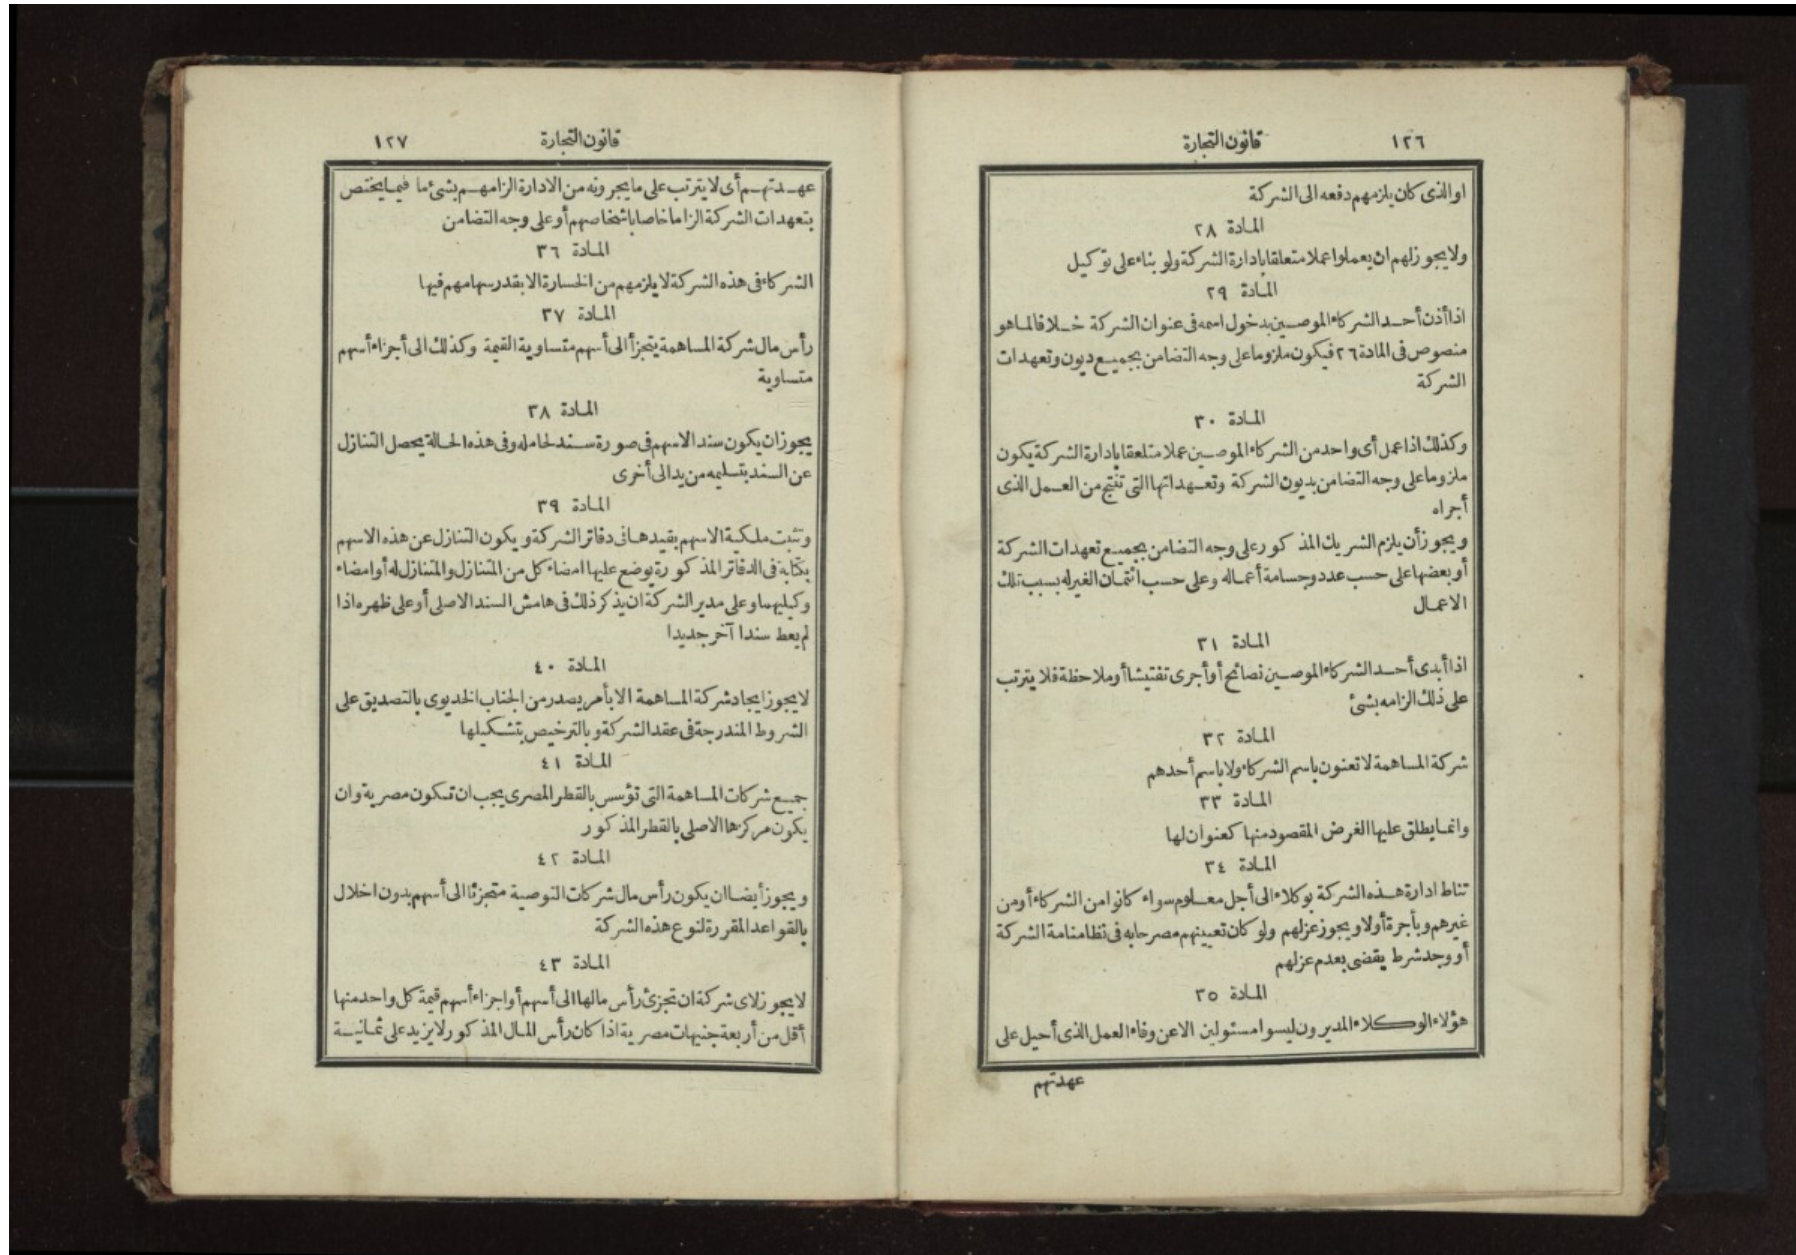 ١٢٦
قانون التجارة
او الذى كان يلزمهم دفعه الى الشركة
المادة ٢٨
ولا يجوز لهم ان يعملوا عملا متعلقا بادارة الشركة ولو بناء على توكيل
المادة ٢٩
اذا أذن أحد الشركاء الموصين بدخول اسمه فى عنوان الشركة خلافا لما هو
منصوص فى المادة ٢٦ فيكون ملزوما على وجه التضامن بجميع ديون وتعهدات
الشركة
المادة ٣٠
وكذلك اذا عمل أى واحد من الشركاء الموصين عملا متلعقا بادارة الشركة يكون
ملزوما على وجه التضامن بديون الشركة وتعهداتها التى تنتج من العمل الذى
أجراه
ويجوز أن يلزم الشريك المذكور على وجه التضامن بجميع تعهدات الشركة
أو بعضها على حسب عدد وجسامة أعماله وعلى حسب ائتمان الغير له بسبب تلك
الاعمال
المادة ٣١
اذا أبدى أحد الشركاء الموصين نصائح أو أجرى تفتيشا أو ملاحظة فلا يترتب
على ذلك الزامه بشئ
المادة ٣٢
شركة المساهمة لا تعنون باسم الشركاء ولا باسم أحدهم
المادة ٣٣
وانما يطلق عليها الغرض المقصود منها كعنوان لها
المادة ٣٤
تناط ادارة هذه الشركة بوكلاء الى أجل معلوم سواء كانوا من الشركاء أو من
غيرهم وبأجرة أولا ويجوز عزلهم ولو كان تعيينهم مصرحا به فى نظامنامة الشركة
أو وجد شرط يقضى بعدم عزلهم
المادة ٣٥
هؤلاء الوكلاء المديرون ليسوا مسئولين الا عن وفاء العمل الذى أحيل على
عهدتهم
قانون التجارة
١٢٧
عهدتهم أى لا يترتب على ما يجرونه من الادارة الزامهم بشئ ما فيما يختص
بتعهدات الشركة الزاما خاصا باشخاصهم أو على وجه التضامن
المادة ٣٦
الشركاء فى هذه الشركة لا يلزمهم من الخسارة الا بقدر سهامهم فيها
المادة ٣٧
رأس مال شركة المساهمة يتجزأ الى أسهم متساوية القيمة وكذلك الى أجزاء أسهم
متساوية
المادة ٣٨
يجوز ان يكون سند الاسهم فى صورة سند لحامله وفى هذه الحالة يحصل التنازل
عن السند بتسليمه من يد الى أخرى
المادة ٣٩
وتثبت ملكية الاسهم بقيدها فى دفاتر الشركة ويكون التنازل عن هذه الاسهم
بكتابة فى الدفاتر المذكورة يوضع عليها امضاء كل من المتنازل والمتنازل له أو امضاء
وكيليهما وعلى مدير الشركة ان يذكر ذلك فى هامش السند الاصلى أو على ظهره اذا
لم يعط سندا آخر جديدا
المادة ٤٠
لا يجوز ايجاد شركة المساهمة الا بأمر يصدر من الجناب الخديوى بالتصديق على
الشروط المندرجة فى عقد الشركة وبالترخيص بتشكيلها
المادة ٤١
جميع شركات المساهمة التى تؤسس بالقطر المصرى يجب ان تكون مصرية وان
يكون مركزها الاصلى بالقطر المذكور
المادة ٤٢
ويجوز أيضا ان يكون رأس مال شركات التوصية متجزئا الى أسهم بدون اخلال
بالقواعد المقررة لنوع هذه الشركة
المادة ٤٣
لا يجوز لاى شركة ان تجزئ رأس مالها الى أسهم أو اجزاء أسهم قيمة كل واحد منها
أقل من أربعة جنيهات مصرية اذا كان رأس المال المذكور لا يزيد على ثمانية